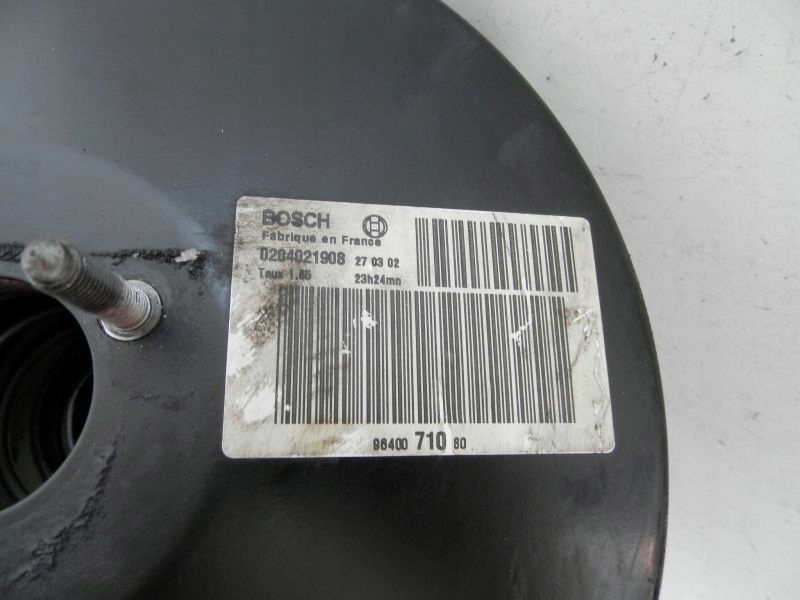 BOSCH
Fabrique en France
0204021908 27 03 02
Taux 1.65 23h24mn
96400 710 80